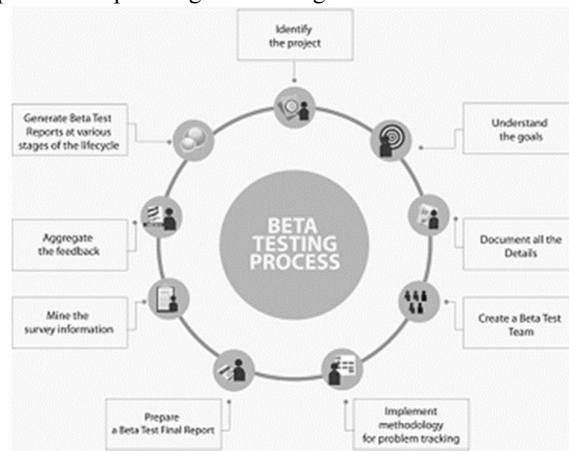 Identify
the project
Understand
the goals
Document all the
Details
Create a Beta Test
Team
Implement
methodology
for problem tracking
Prepare
a Beta Test Final Report
Mine the
survey information
Aggregate
the feedback
Generate Beta Test
Reports at various
stages of the lifecycle
BETA
TESTING
PROCESS